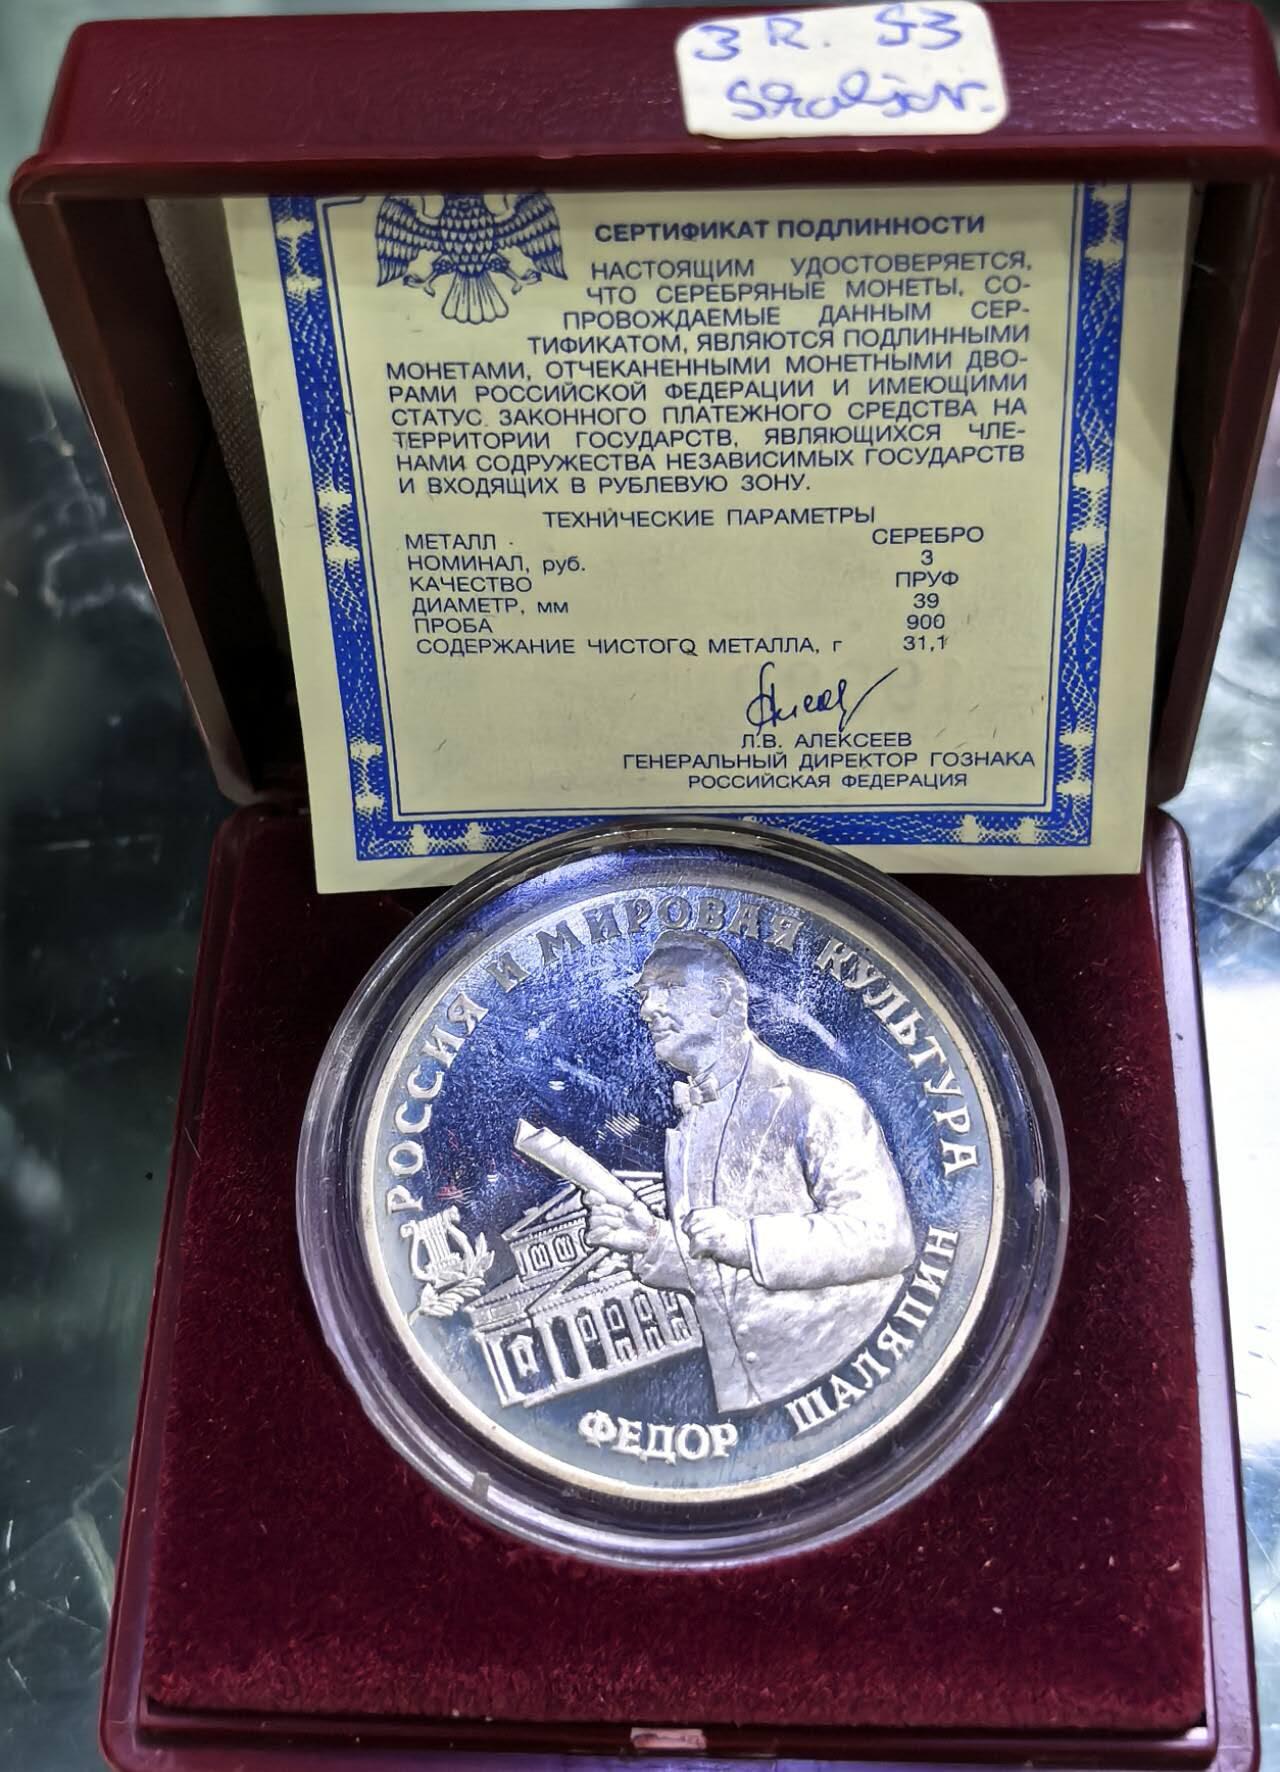 3 R. 93
СЕРТИФИКАТ ПОДЛИННОСТИ
НАСТОЯЩИМ УДОСТОВЕРЯЕТСЯ,
ЧТО СЕРЕБРЯНЫЕ МОНЕТЫ, СО-
ПРОВОЖДАЕМЫЕ ДАННЫМ СЕР-
ТИФИКАТОМ, ЯВЛЯЮТСЯ ПОДЛИННЫМИ
МОНЕТАМИ, ОТЧЕКАНЕННЫМИ МОНЕТНЫМИ ДВО-
РАМИ РОССИЙСКОЙ ФЕДЕРАЦИИ И ИМЕЮЩИМИ
СТАТУС ЗАКОННОГО ПЛАТЕЖНОГО СРЕДСТВА НА
ТЕРРИТОРИИ ГОСУДАРСТВ, ЯВЛЯЮЩИХСЯ ЧЛЕ-
НАМИ СОДРУЖЕСТВА НЕЗАВИСИМЫХ ГОСУДАРСТВ
И ВХОДЯЩИХ В РУБЛЕВУЮ ЗОНУ.
ТЕХНИЧЕСКИЕ ПАРАМЕТРЫ
МЕТАЛЛ СЕРЕБРО
НОМИНАЛ, руб. 3
КАЧЕСТВО ПРУФ
ДИАМЕТР, мм 39
ПРОБА 900
СОДЕРЖАНИЕ ЧИСТОГО МЕТАЛЛА, г 31,1
Л.В. АЛЕКСЕЕВ
ГЕНЕРАЛЬНЫЙ ДИРЕКТОР ГОЗНАКА
РОССИЙСКАЯ ФЕДЕРАЦИЯ
РОССИЯ И МИРОВАЯ КУЛЬТУРА
ФЕДОР ШАЛЯПИН